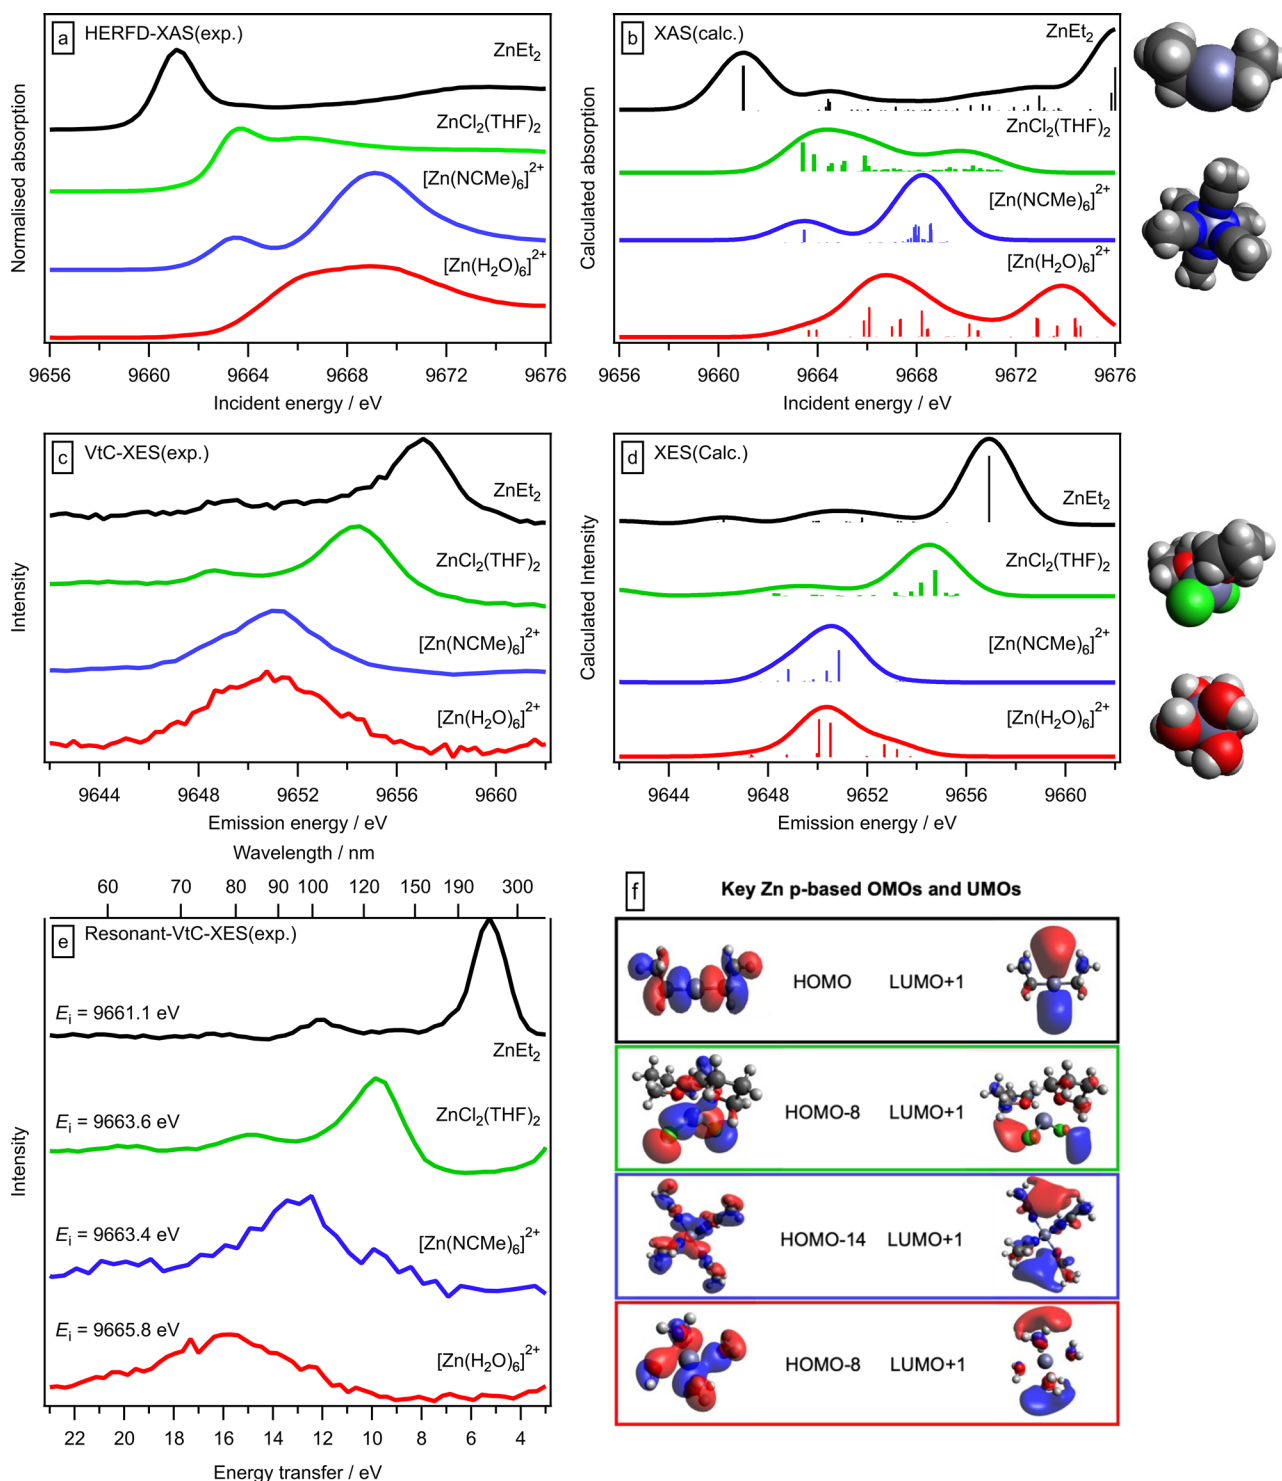 a HERFD-XAS(exp.)
ZnEt₂
ZnCl₂(THF)₂
[Zn(NCMe)₆]²⁺
[Zn(H₂O)₆]²⁺
Normalised absorption
9656 9660 9664 9668 9672 9676
Incident energy / eV
b XAS(calc.)
ZnEt₂
ZnCl₂(THF)₂
[Zn(NCMe)₆]²⁺
[Zn(H₂O)₆]²⁺
Calculated absorption
9656 9660 9664 9668 9672 9676
Incident energy / eV
c VtC-XES(exp.)
ZnEt₂
ZnCl₂(THF)₂
[Zn(NCMe)₆]²⁺
[Zn(H₂O)₆]²⁺
Intensity
9644 9648 9652 9656 9660
Emission energy / eV
d XES(Calc.)
ZnEt₂
ZnCl₂(THF)₂
[Zn(NCMe)₆]²⁺
[Zn(H₂O)₆]²⁺
Calculated Intensity
9644 9648 9652 9656 9660
Emission energy / eV
Wavelength / nm
60 70 80 90 100 120 150 190 300
e Resonant-VtC-XES(exp.)
Eᵢ = 9661.1 eV
ZnEt₂
Eᵢ = 9663.6 eV
ZnCl₂(THF)₂
Eᵢ = 9663.4 eV
[Zn(NCMe)₆]²⁺
Eᵢ = 9665.8 eV
[Zn(H₂O)₆]²⁺
Intensity
22 20 18 16 14 12 10 8 6 4
Energy transfer / eV
f Key Zn p-based OMOs and UMOs
HOMO LUMO+1
HOMO-8 LUMO+1
HOMO-14 LUMO+1
HOMO-8 LUMO+1